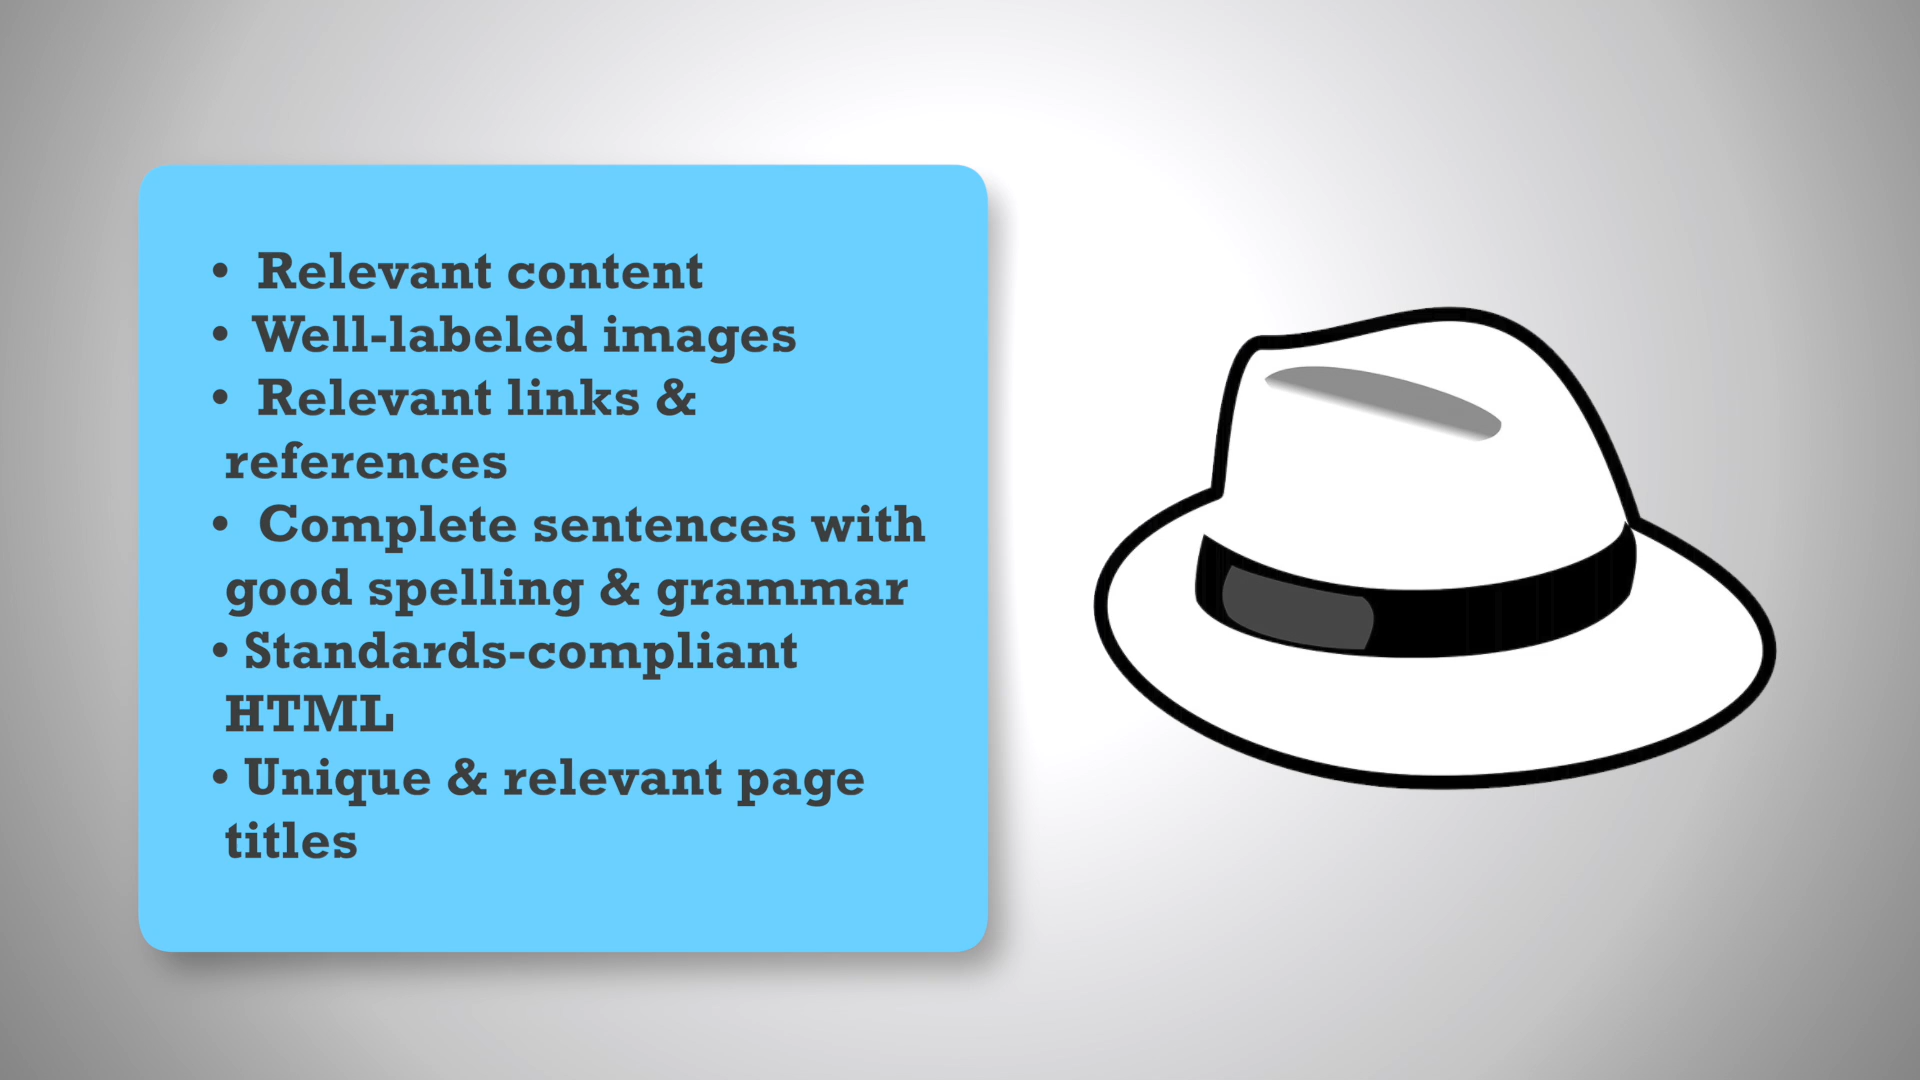 • Relevant content
• Well-labeled images
• Relevant links &
references
• Complete sentences with
good spelling & grammar
• Standards-compliant
HTML
• Unique & relevant page
titles